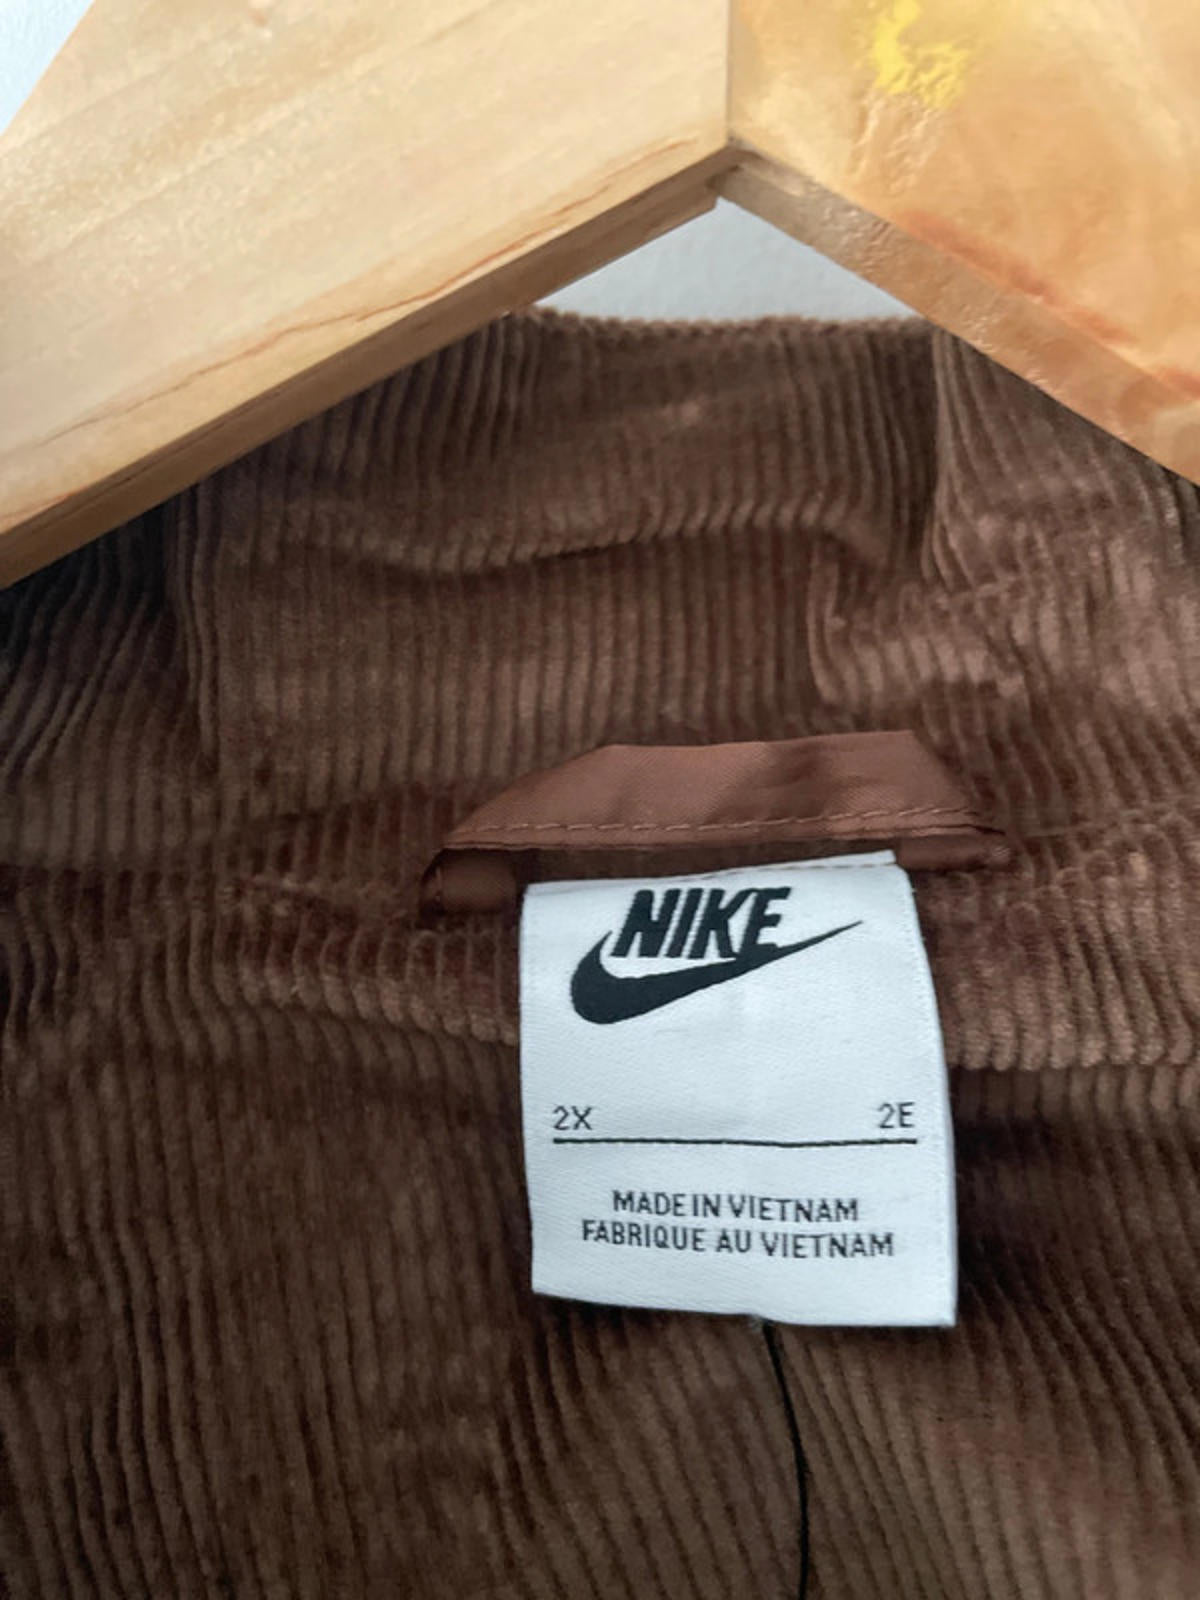 NIKE
2X 2E
MADE IN VIETNAM
FABRIQUE AU VIETNAM